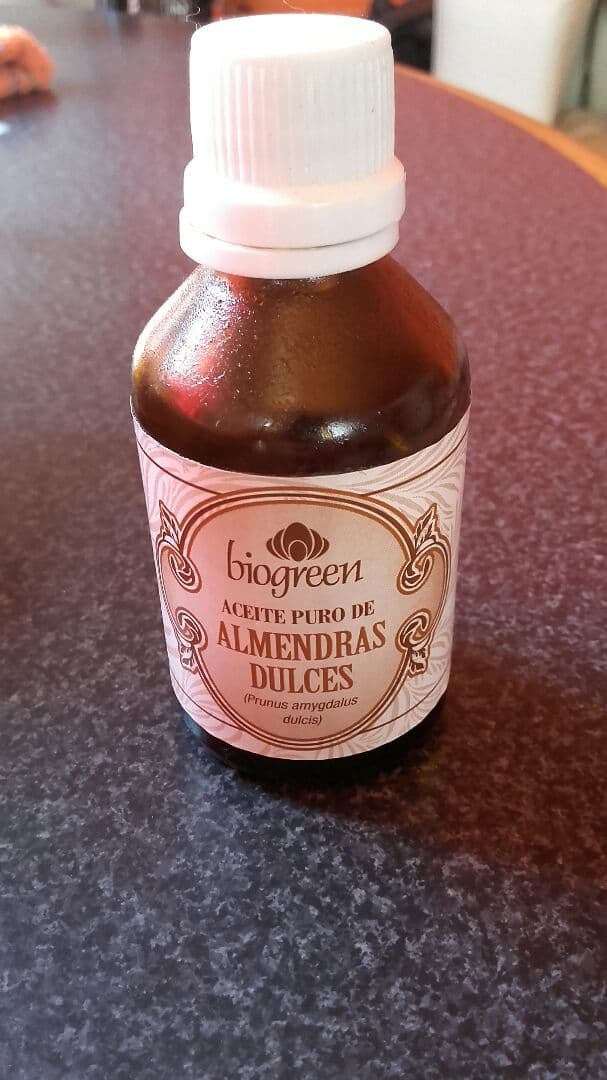 biogreen
ACEITE PURO DE
ALMENDRAS
DULCES
(Prunus amygdalus
dulcis)